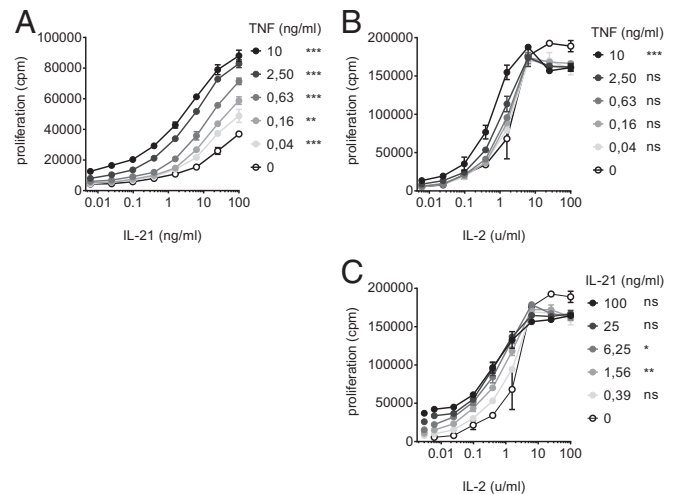 A
TNF (ng/ml)
100000
80000
60000
40000
20000
0
proliferation (cpm)
10 ***
2,50 ***
0,63 ***
0,16 **
0,04 ***
0
0.01 0.1 1 10 100
IL-21 (ng/ml)
B
TNF (ng/ml)
200000
150000
100000
50000
0
proliferation (cpm)
10 ***
2,50 ns
0,63 ns
0,16 ns
0,04 ns
0
0.01 0.1 1 10 100
IL-2 (u/ml)
C
IL-21 (ng/ml)
200000
150000
100000
50000
0
proliferation (cpm)
100 ns
25 ns
6,25 *
1,56 **
0,39 ns
0
0.01 0.1 1 10 100
IL-2 (u/ml)